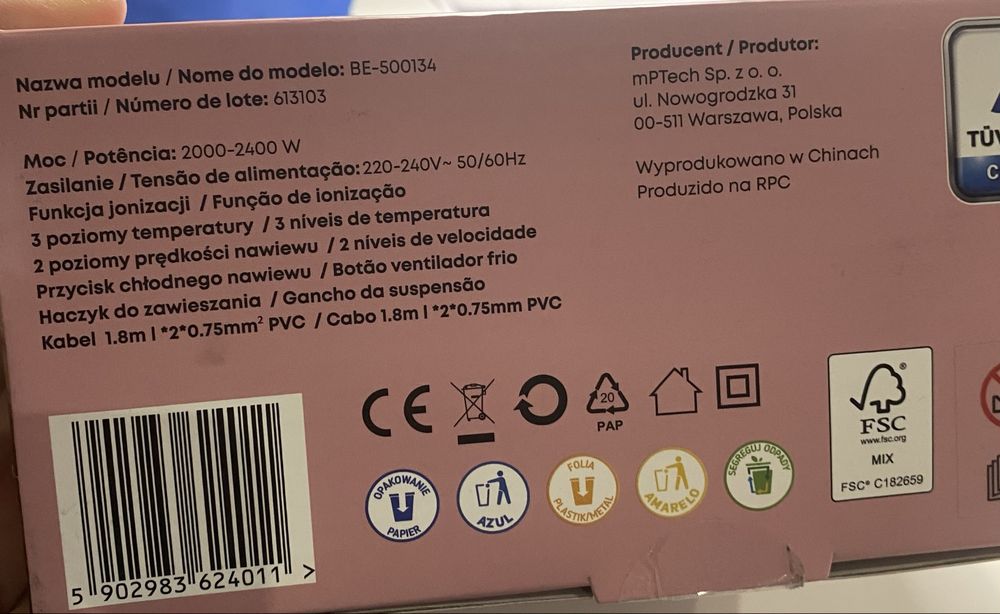 Nazwa modelu / Nome do modelo: BE-500134
Nr partii / Número de lote: 613103
Moc / Potência: 2000-2400 W
Zasilanie / Tensão de alimentação: 220-240V~ 50/60Hz
Funkcja jonizacji / Função de ionização
3 poziomy temperatury / 3 níveis de temperatura
2 poziomy prędkości nawiewu / 2 níveis de velocidade
Przycisk chłodnego nawiewu / Botão ventilador frio
Haczyk do zawieszania / Gancho da suspensão
Kabel 1.8m | *2*0.75mm² PVC / Cabo 1.8m | *2*0.75mm PVC
Producent / Produtor:
mPTech Sp. z o. o.
ul. Nowogrodzka 31
00-511 Warszawa, Polska
Wyprodukowano w Chinach
Produzido na RPC
TÜV
CE
20
PAP
OPAKOWANIE
PAPIER
AZUL
FOLIA
PLASTIK/METAL
AMARELO
SEGREGUJ ODPADY
FSC®
www.fsc.org
MIX
FSC® C182659
5 902983 624011 >